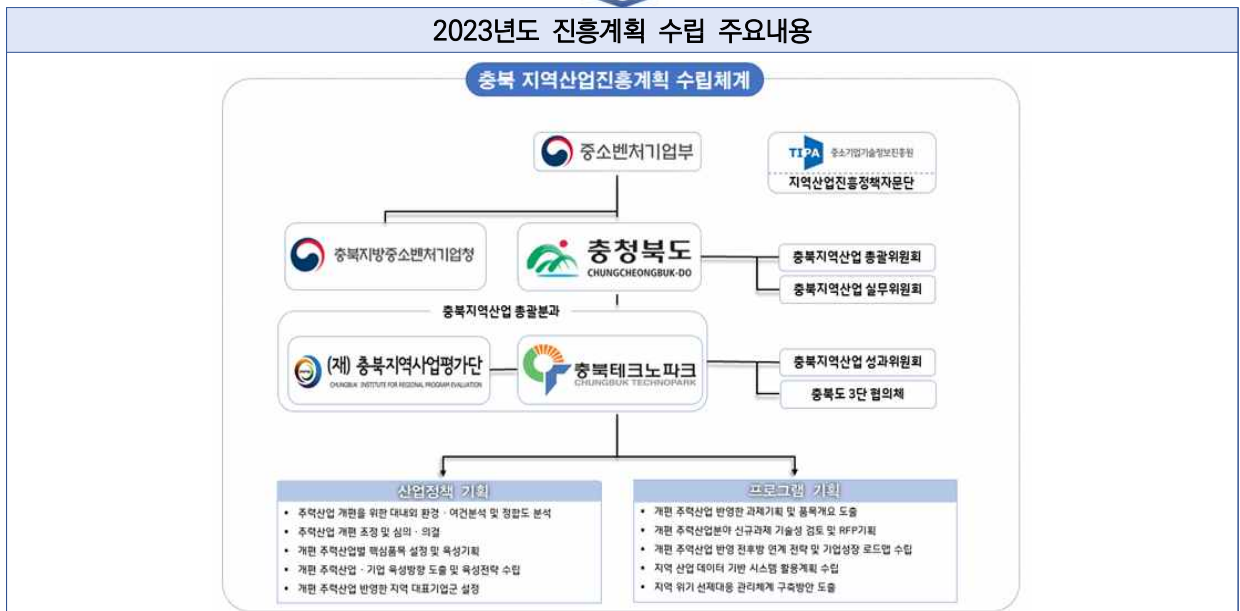 2023년도 진흥계획 수립 주요내용
충북 지역산업진흥계획 수립체계
중소벤처기업부
TIPA 중소기업기술정보진흥원
지역산업진흥정책자문단
충북지방중소벤처기업청
충청북도
CHUNGCHEONGBUK-DO
충북지역산업 총괄위원회
충북지역산업 실무위원회
충북지역산업 총괄분과
(재) 충북지역사업평가단
CHUNGBUK INSTITUTE FOR REGIONAL PROGRAM EVALUATION
충북테크노파크
CHUNGBUK TECHNOPARK
충북지역산업 성과위원회
충북도 3단 협의체
산업정책 기획
• 주력산업 개편을 위한 대내외 환경·여건분석 및 정합도 분석
• 주력산업 개편 조정 및 심의·의결
• 개편 주력산업별 핵심품목 설정 및 육성기획
• 개편 주력산업·기업 육성방향 도출 및 육성전략 수립
• 개편 주력산업 반영한 지역 대표기업군 설정
프로그램 기획
• 개편 주력산업 반영한 과제기획 및 품목개요 도출
• 개편 주력산업분야 신규과제 기술성 검토 및 RFP기획
• 개편 주력산업 반영 전후방 연계 전략 및 기업성장 로드맵 수립
• 지역 산업 데이터 기반 시스템 활용계획 수립
• 지역 위기 선제대응 관리체계 구축방안 도출